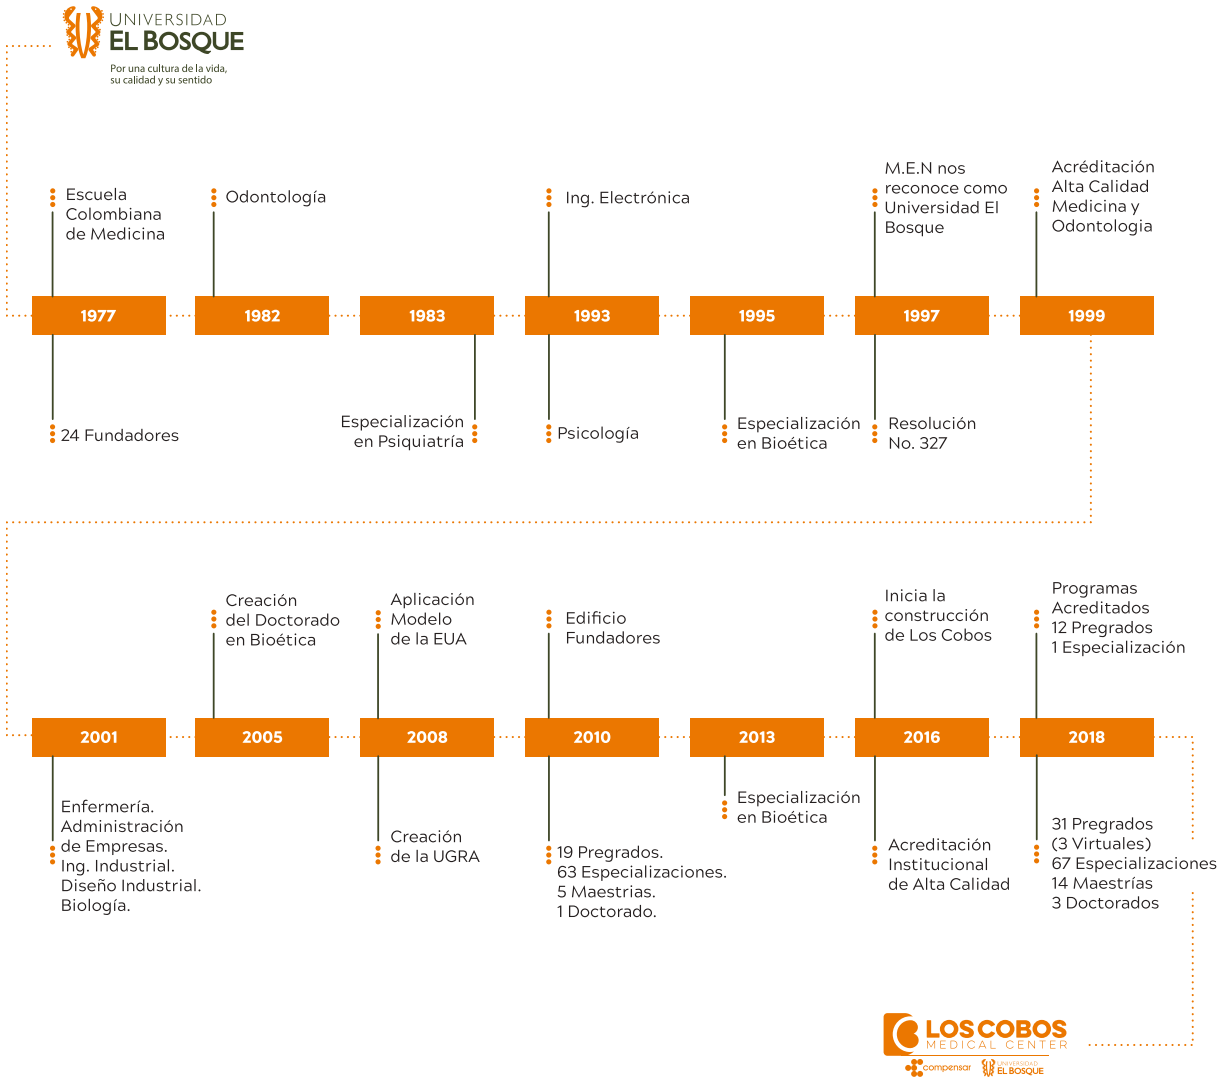 UNIVERSIDAD
EL BOSQUE
Por una cultura de la vida,
su calidad y su sentido
Escuela
Colombiana
de Medicina
Odontología
Ing. Electrónica
M.E.N nos
reconoce como
Universidad El
Bosque
Acréditación
Alta Calidad
Medicina y
Odontologia
1977
1982
1983
1993
1995
1997
1999
24 Fundadores
Especialización
en Psiquiatría
Psicología
Especialización
en Bioética
Resolución
No. 327
Creación
del Doctorado
en Bioética
Aplicación
Modelo
de la EUA
Edificio
Fundadores
Inicia la
construcción
de Los Cobos
Programas
Acreditados
12 Pregrados
1 Especialización
2001
2005
2008
2010
2013
2016
2018
Enfermería.
Administración
de Empresas.
Ing. Industrial.
Diseño Industrial.
Biología.
Creación
de la UGRA
19 Pregrados.
63 Especializaciones.
5 Maestrias.
1 Doctorado.
Especialización
en Bioética
Acreditación
Institucional
de Alta Calidad
31 Pregrados
(3 Virtuales)
67 Especializaciones
14 Maestrías
3 Doctorados
LOS COBOS
MEDICAL CENTER
compensar
UNIVERSIDAD
EL BOSQUE